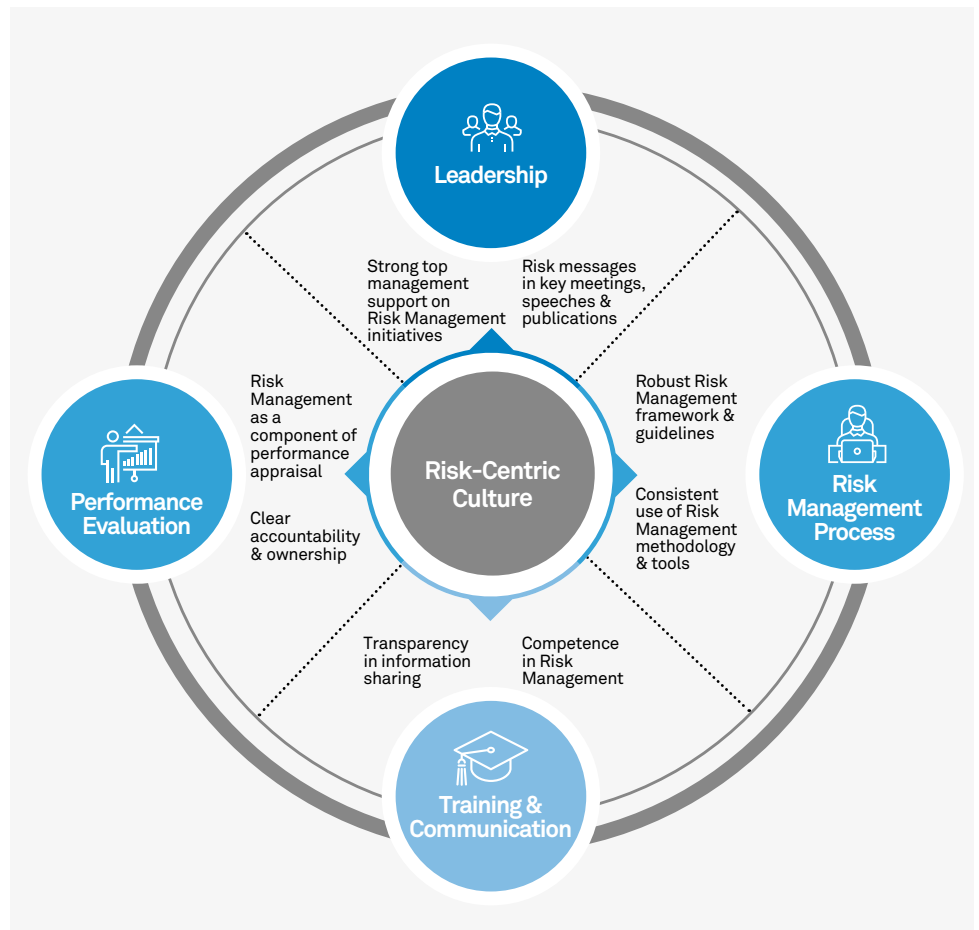 Leadership
Strong top
management
support on
Risk Management
initiatives
Risk messages
in key meetings,
speeches &
publications
Risk
Management
as a
component of
performance
appraisal
Clear
accountability
& ownership
Performance
Evaluation
Risk-Centric
Culture
Robust Risk
Management
framework &
guidelines
Consistent
use of Risk
Management
methodology
& tools
Risk
Management
Process
Transparency
in information
sharing
Competence
in Risk
Management
Training &
Communication